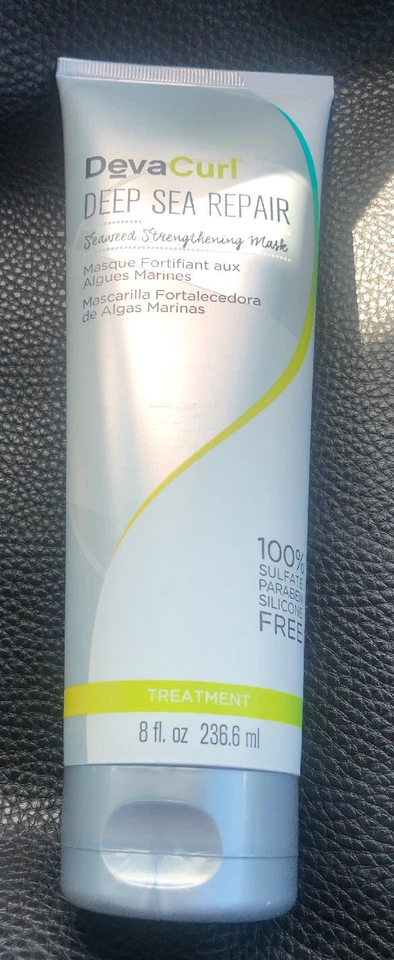 DevaCurl
DEEP SEA REPAIR
Seaweed Strengthening Mask
Masque Fortifiant aux
Algues Marines
Mascarilla Fortalecedora
de Algas Marinas
100%
SULFATE
PARABEN
SILICONE
FREE
TREATMENT
8 fl. oz 236.6 ml